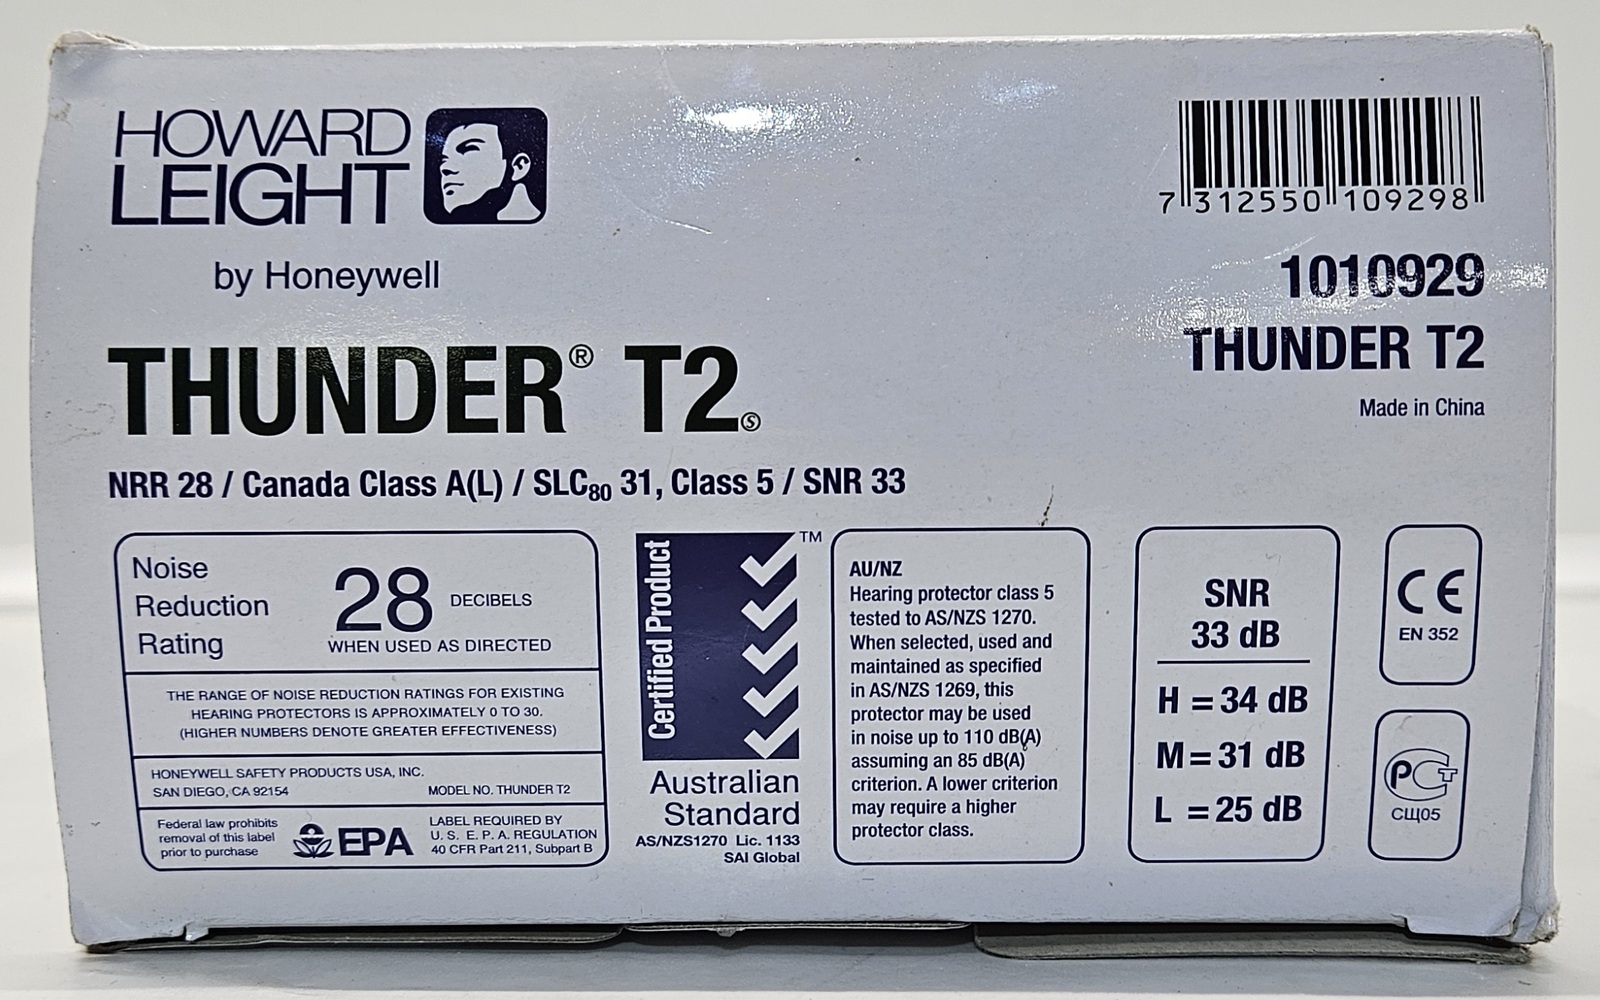 HOWARD
LEIGHT
by Honeywell
7 312550 109298
1010929
THUNDER T2
Made in China
THUNDER® T2Ⓢ
NRR 28 / Canada Class A(L) / SLC80 31, Class 5 / SNR 33
Noise
Reduction
Rating
28 DECIBELS
WHEN USED AS DIRECTED
THE RANGE OF NOISE REDUCTION RATINGS FOR EXISTING
HEARING PROTECTORS IS APPROXIMATELY 0 TO 30.
(HIGHER NUMBERS DENOTE GREATER EFFECTIVENESS)
HONEYWELL SAFETY PRODUCTS USA, INC.
SAN DIEGO, CA 92154 MODEL NO. THUNDER T2
Federal law prohibits
removal of this label
prior to purchase
EPA
LABEL REQUIRED BY
U. S. E. P. A. REGULATION
40 CFR Part 211, Subpart B
Certified Product
TM
Australian
Standard
AS/NZS1270 Lic. 1133
SAI Global
AU/NZ
Hearing protector class 5
tested to AS/NZS 1270.
When selected, used and
maintained as specified
in AS/NZS 1269, this
protector may be used
in noise up to 110 dB(A)
assuming an 85 dB(A)
criterion. A lower criterion
may require a higher
protector class.
SNR
33 dB
H = 34 dB
M = 31 dB
L = 25 dB
CE
EN 352
PCT
СЩ05